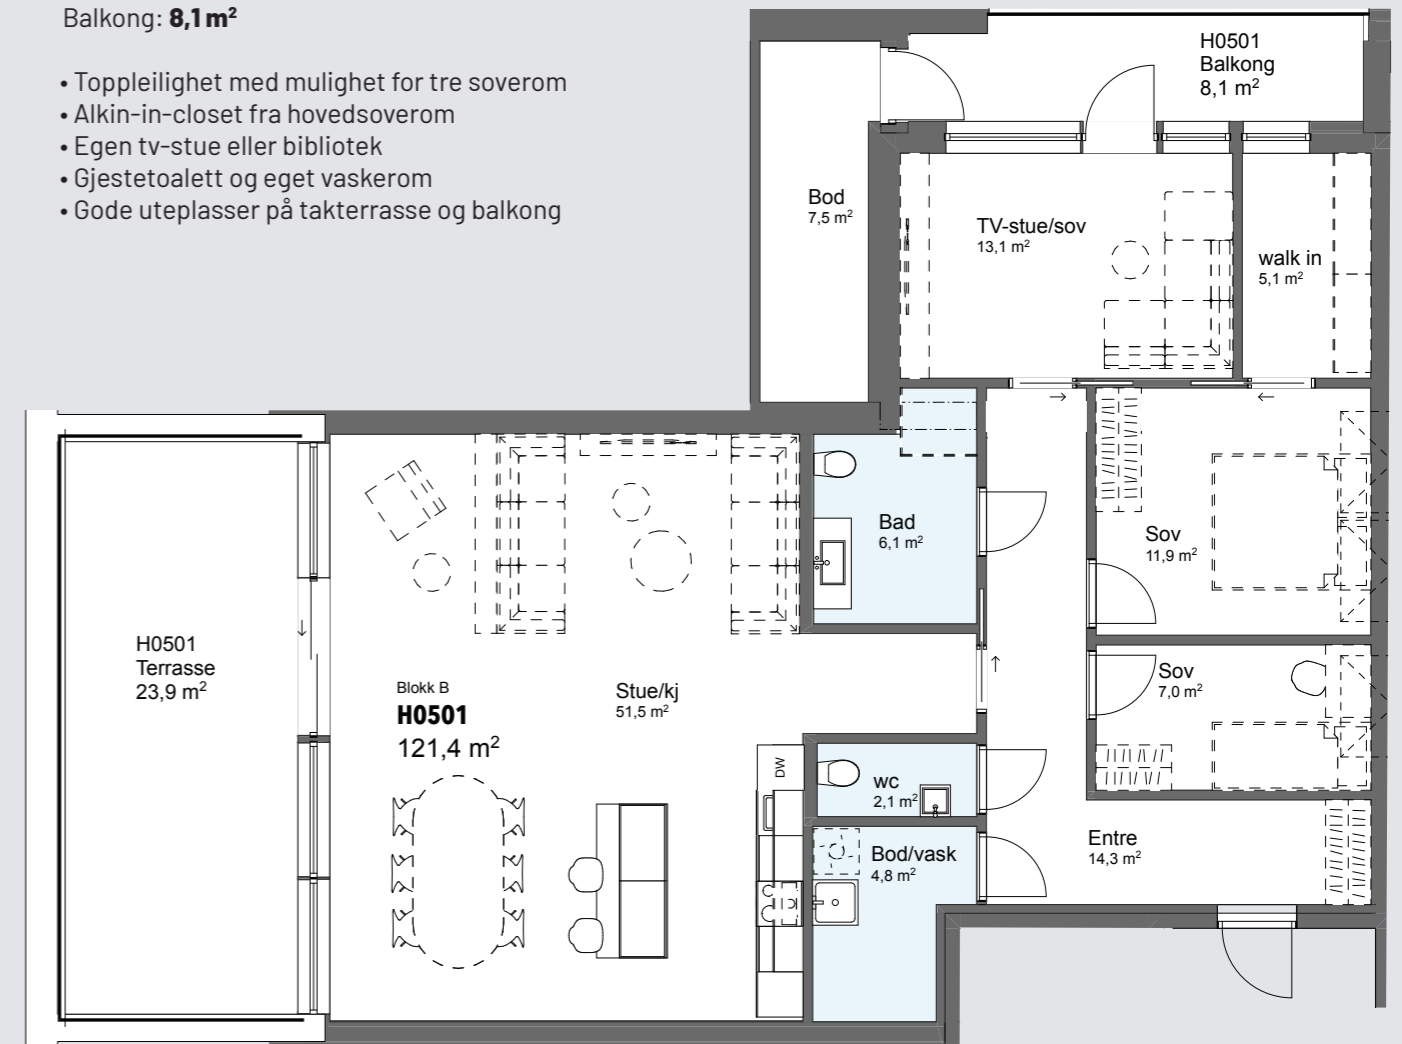 Balkong: 8,1 m²
• Toppleilighet med mulighet for tre soverom
• Alkin-in-closet fra hovedsoverom
• Egen tv-stue eller bibliotek
• Gjestetoalett og eget vaskerom
• Gode uteplasser på takterrasse og balkong
H0501
Balkong
8,1 m²
Bod
7,5 m²
TV-stue/sov
13,1 m²
walk in
5,1 m²
Bad
6,1 m²
Sov
11,9 m²
H0501
Terrasse
23,9 m²
Blokk B
H0501
121,4 m²
Stue/kj
51,5 m²
Sov
7,0 m²
DW
wc
2,1 m²
Bod/vask
4,8 m²
Entre
14,3 m²